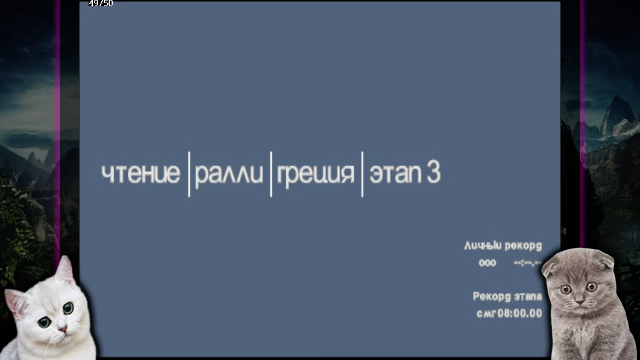 49/50
чтение|ралли|греция|этап 3
Личный рекорд
ооо --:--.--
Рекорд этапа
смг08:00.00